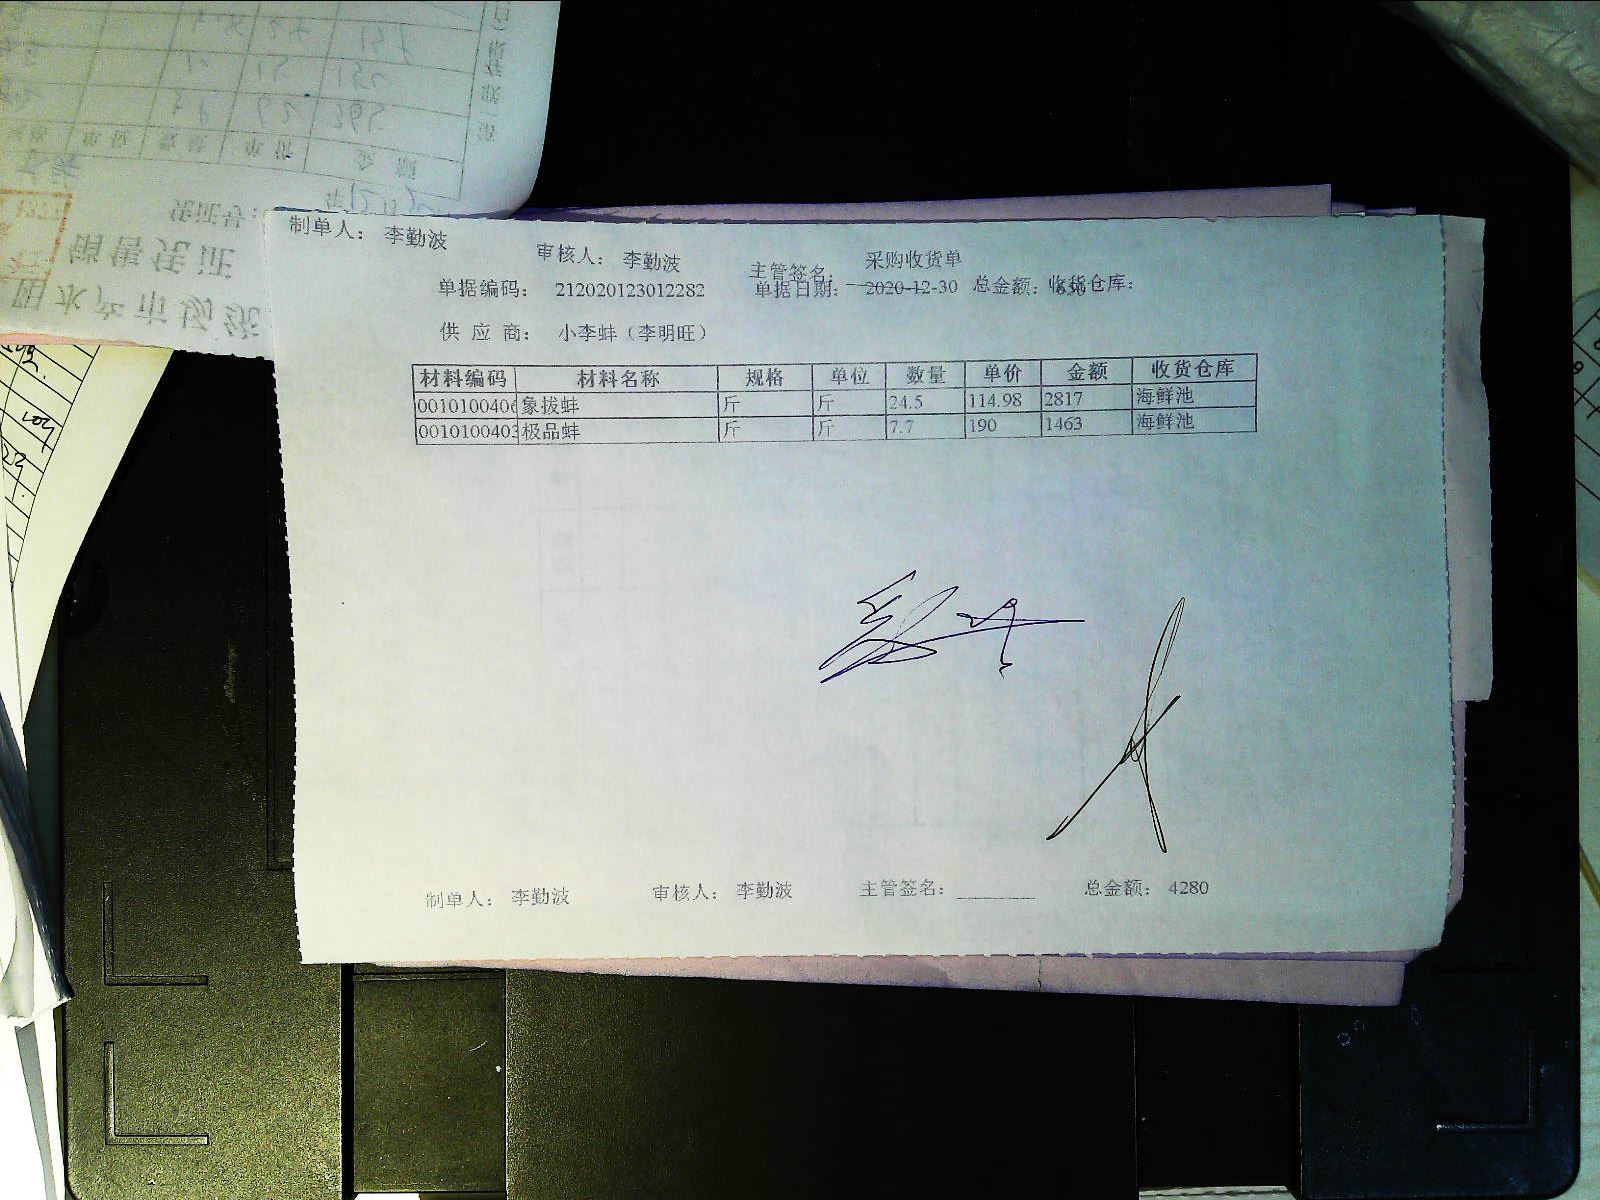 制单人： 李勤波 审核人： 李勤波 主管签名： 采购收货单
单据编码： 212020123012282 单据日期： 2020-12-30 总金额： 收货仓库：
供 应 商： 小李蚌（李明旺）
材料编码 材料名称 规格 单位 数量 单价 金额 收货仓库
0010100406 象拔蚌 斤 斤 24.5 114.98 2817 海鲜池
0010100403 极品蚌 斤 斤 7.7 190 1463 海鲜池
制单人： 李勤波 审核人： 李勤波 主管签名： 总金额： 4280